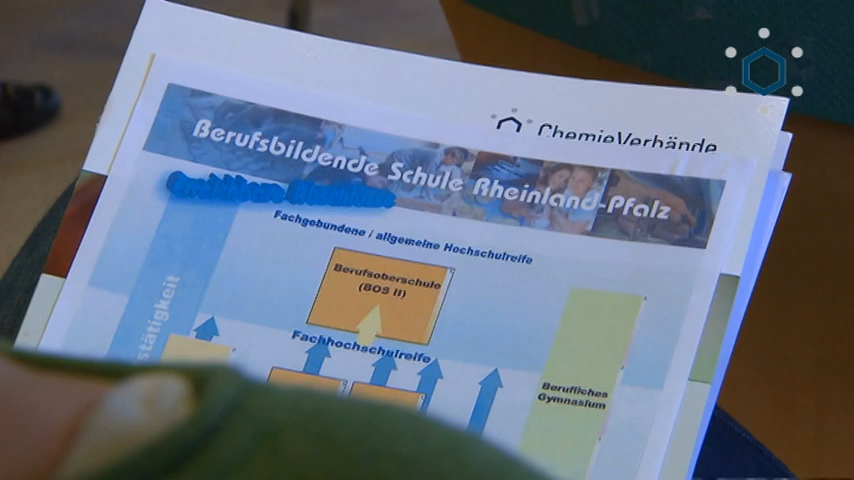 ChemieVerbände
Berufsbildende Schule Rheinland-Pfalz
Fachgebundene / allgemeine Hochschulreife
Berufsoberschule
(BOS II)
Fachhochschulreife
Berufliches
Gymnasium